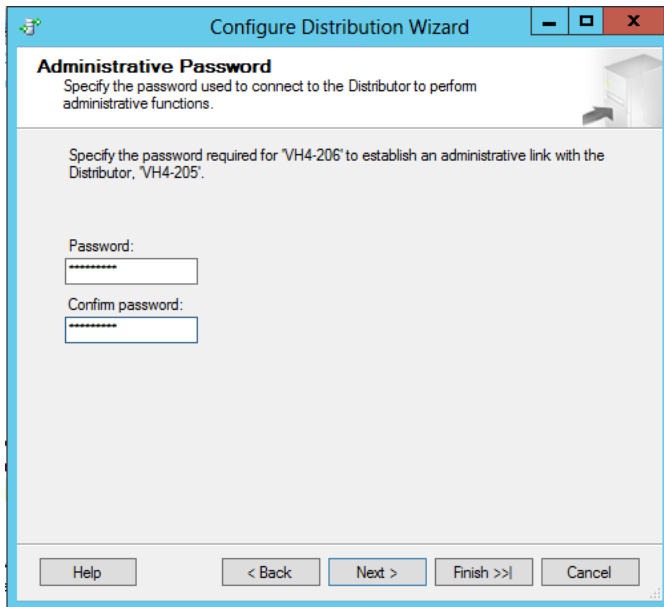 Configure Distribution Wizard
Administrative Password
Specify the password used to connect to the Distributor to perform
administrative functions.
Specify the password required for 'VH4-206' to establish an administrative link with the
Distributor, 'VH4-205'.
Password:
*********
Confirm password:
*********
Help
< Back
Next >
Finish >>|
Cancel